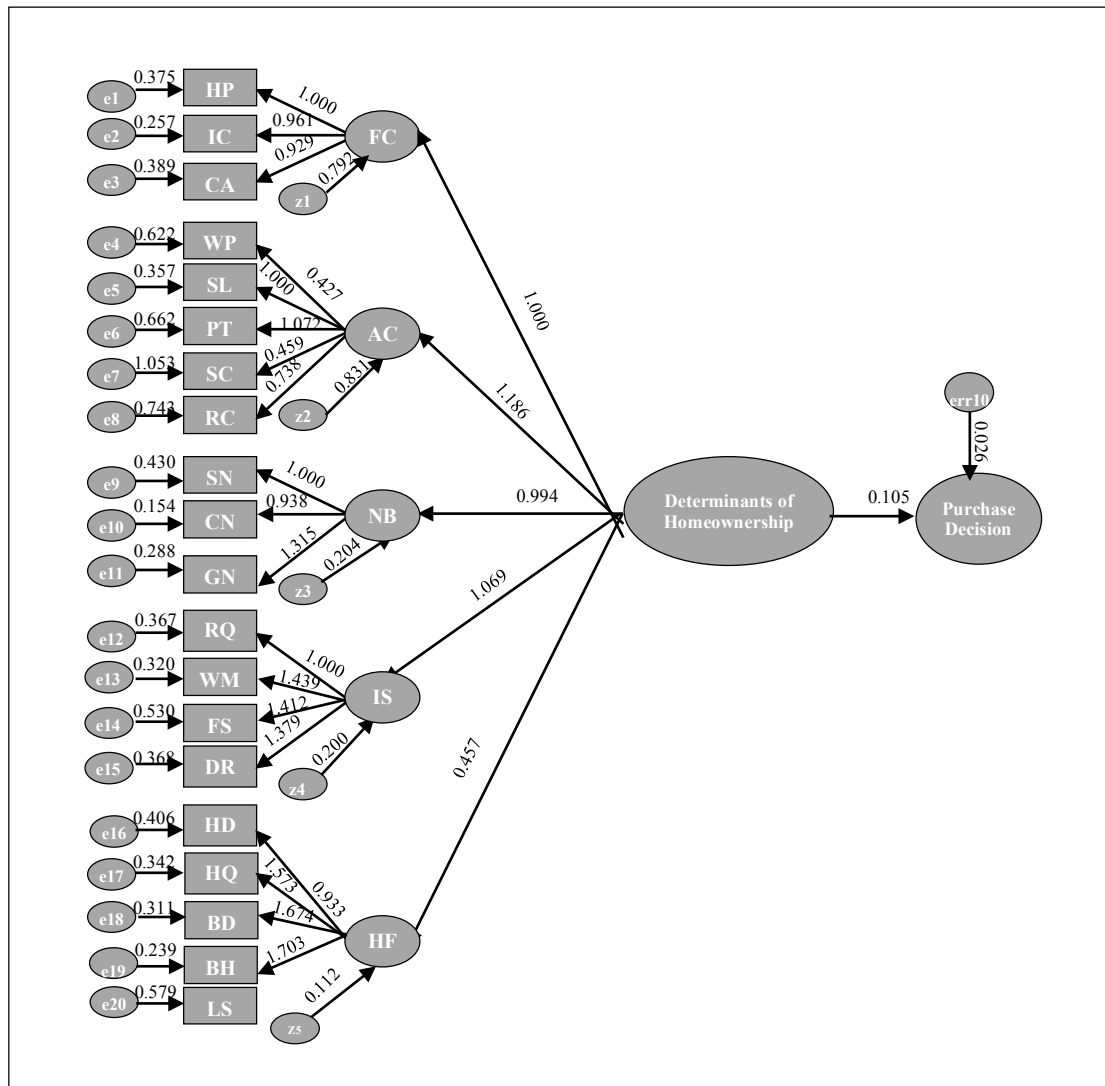 e1 0.375 HP
e2 0.257 IC
e3 0.389 CA
1.000
0.961
0.929
FC
z1 0.792
e4 0.622 WP
e5 0.357 SL
e6 0.662 PT
e7 1.053 SC
e8 0.743 RC
0.427
1.000
1.072
0.459
0.738
AC
z2 0.831
e9 0.430 SN
e10 0.154 CN
e11 0.288 GN
1.000
0.938
1.315
NB
z3 0.204
e12 0.367 RQ
e13 0.320 WM
e14 0.530 FS
e15 0.368 DR
1.000
1.439
1.412
1.379
IS
z4 0.200
e16 0.406 HD
e17 0.342 HQ
e18 0.311 BD
e19 0.239 BH
e20 0.579 LS
0.933
1.573
1.674
1.703
HF
z5 0.112
1.000
1.186
0.994
1.069
0.457
Determinants of
Homeownership
0.105
err10
0.026
Purchase
Decision